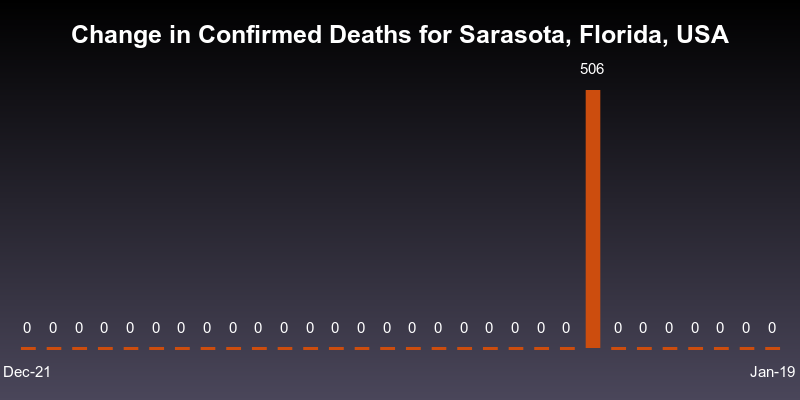 Change in Confirmed Deaths for Sarasota, Florida, USA
506
0 0 0 0 0 0 0 0 0 0 0 0 0 0 0 0 0 0 0 0 0 0 0 0 0 0 0 0 0
Dec-21 Jan-19